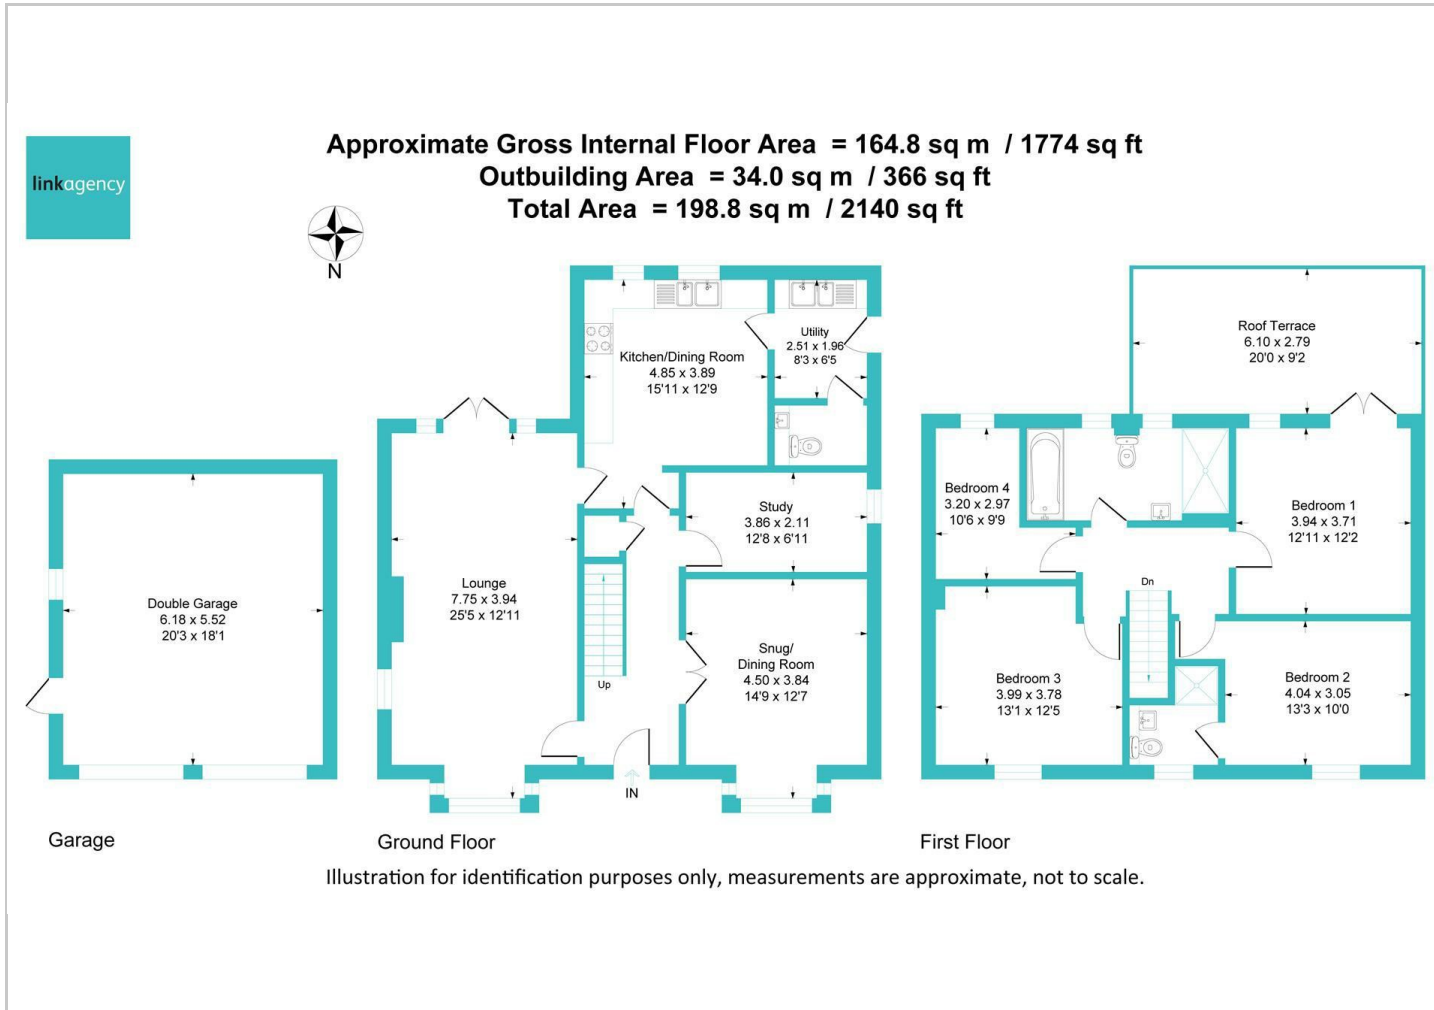 linkagency
Approximate Gross Internal Floor Area = 164.8 sq m / 1774 sq ft
Outbuilding Area = 34.0 sq m / 366 sq ft
Total Area = 198.8 sq m / 2140 sq ft
N
Double Garage
6.18 x 5.52
20'3 x 18'1
Garage
Kitchen/Dining Room
4.85 x 3.89
15'11 x 12'9
Utility
2.51 x 1.96
8'3 x 6'5
Study
3.86 x 2.11
12'8 x 6'11
Lounge
7.75 x 3.94
25'5 x 12'11
Snug/
Dining Room
4.50 x 3.84
14'9 x 12'7
Up
IN
Ground Floor
Roof Terrace
6.10 x 2.79
20'0 x 9'2
Bedroom 4
3.20 x 2.97
10'6 x 9'9
Bedroom 1
3.94 x 3.71
12'11 x 12'2
Dn
Bedroom 3
3.99 x 3.78
13'1 x 12'5
Bedroom 2
4.04 x 3.05
13'3 x 10'0
First Floor
Illustration for identification purposes only, measurements are approximate, not to scale.